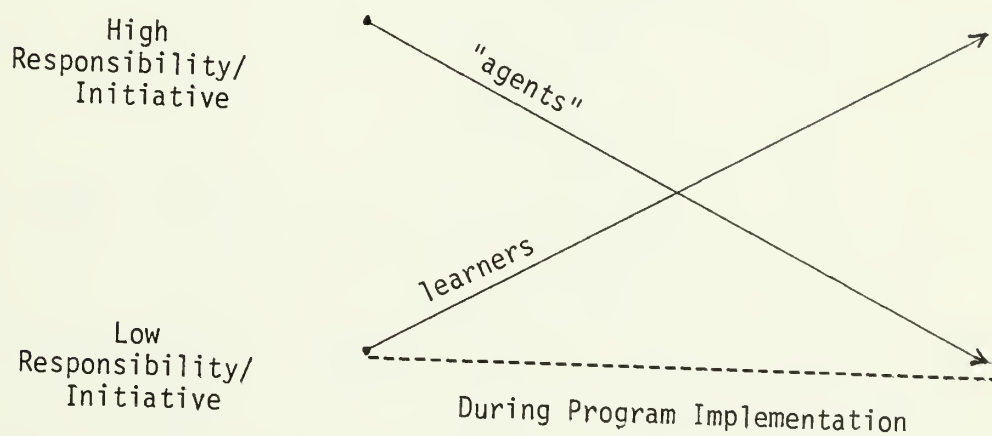 High
Responsibility/
Initiative
"agents"
learners
Low
Responsibility/
Initiative
During Program Implementation